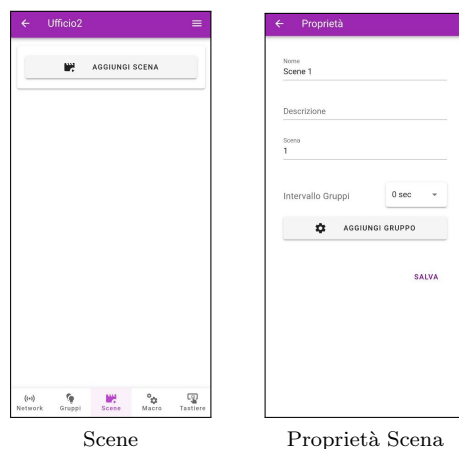 Ufficio2
AGGIUNGI SCENA
Network Gruppi Scene Macro Tastiere
Scene
Proprietà
Nome
Scene 1
Descrizione
Scena
1
Intervallo Gruppi 0 sec
AGGIUNGI GRUPPO
SALVA
Proprietà Scena